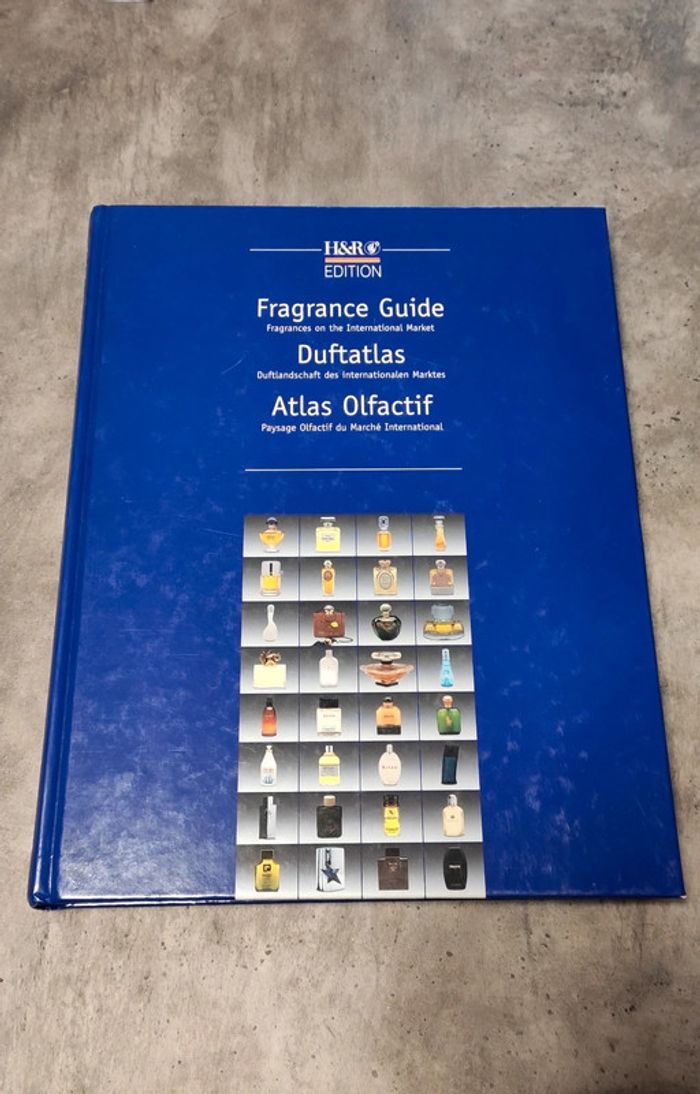 H&R
EDITION
Fragrance Guide
Fragrances on the International Market
Duftatlas
Duftlandschaft des internationalen Marktes
Atlas Olfactif
Paysage Olfactif du Marché International